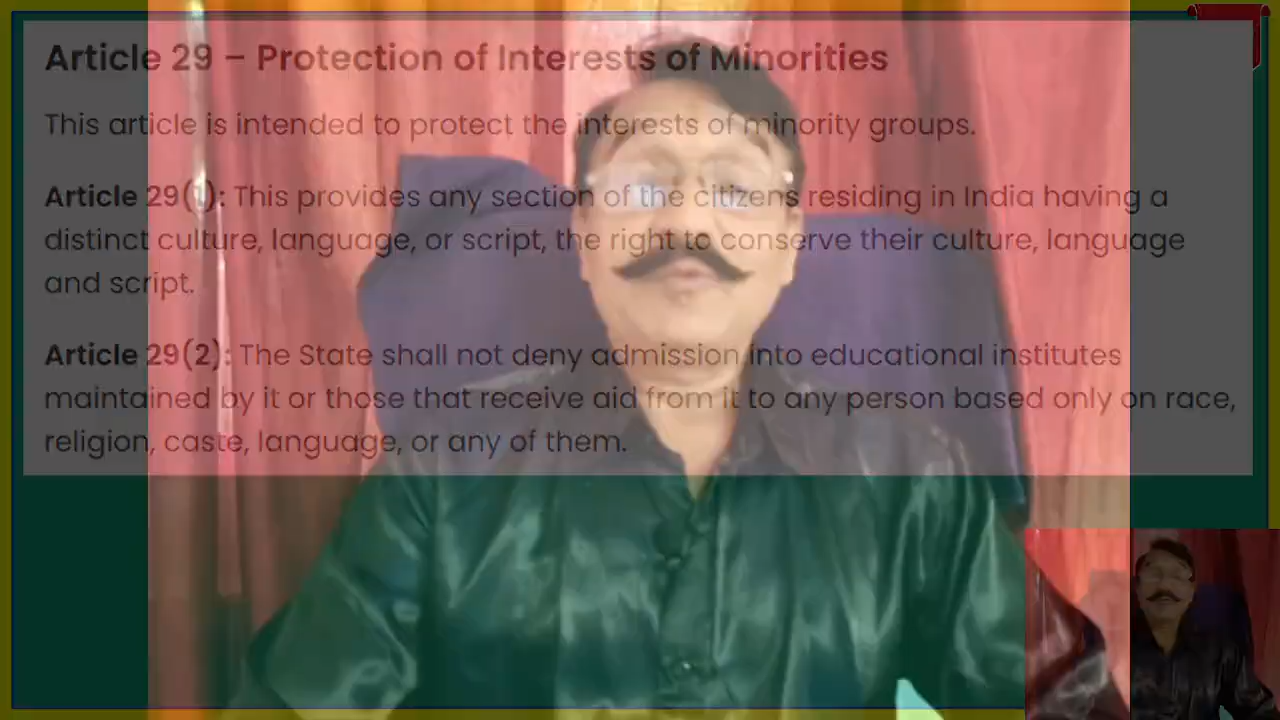 Article 29 – Protection of Interests of Minorities
This article is intended to protect the interests of minority groups.
Article 29(1): This provides any section of the citizens residing in India having a
distinct culture, language, or script, the right to conserve their culture, language
and script.
Article 29(2): The State shall not deny admission into educational institutes
maintained by it or those that receive aid from it to any person based only on race,
religion, caste, language, or any of them.